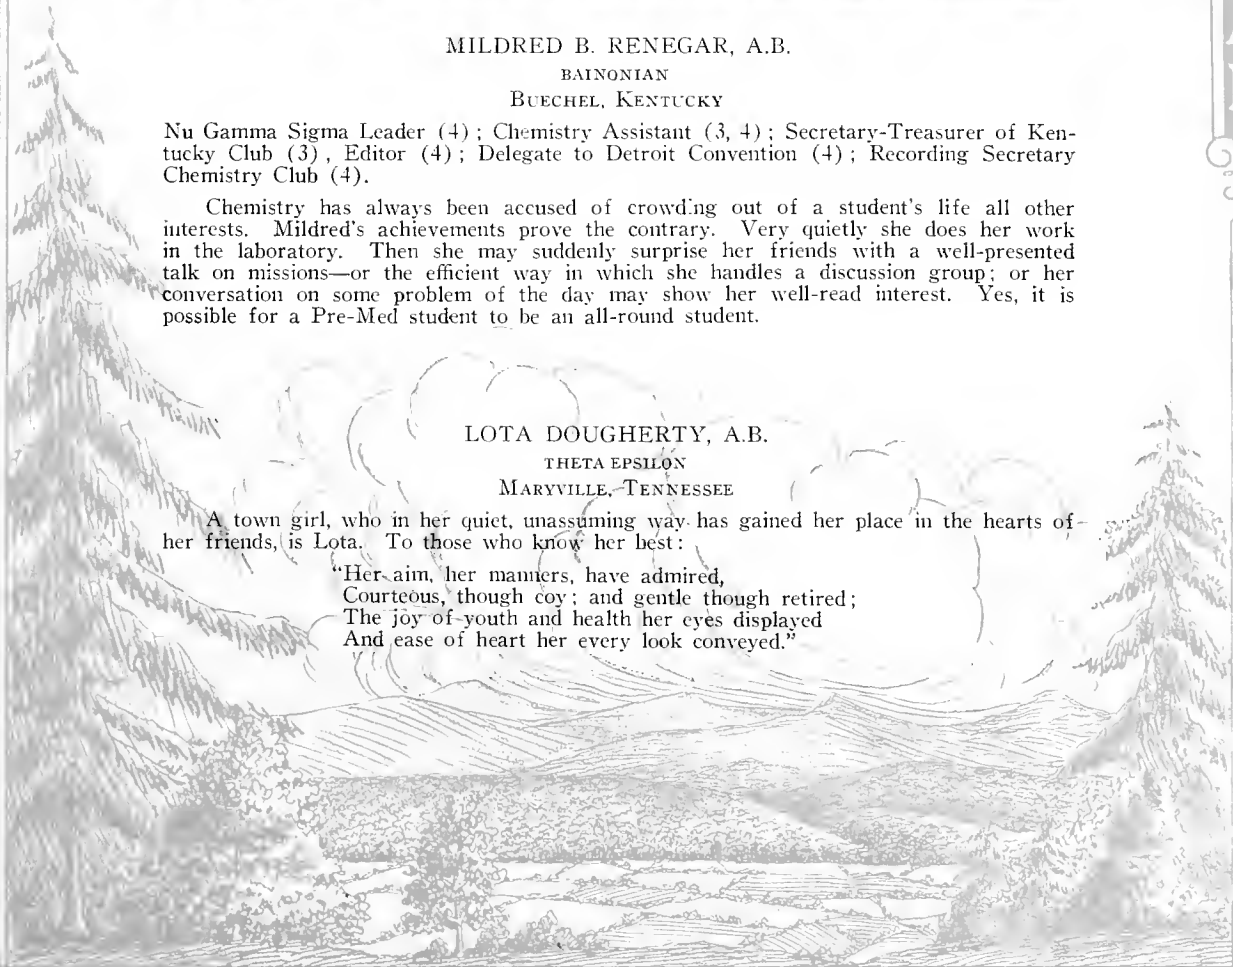 MILDRED B. RENEGAR, A.B.
BAINONIAN
BUECHEL, KENTUCKY
Nu Gamma Sigma Leader (4) ; Chemistry Assistant (3, 4) ; Secretary-Treasurer of Ken-
tucky Club (3) , Editor (4) ; Delegate to Detroit Convention (4) ; Recording Secretary
Chemistry Club (4).
Chemistry has always been accused of crowding out of a student's life all other
interests. Mildred's achievements prove the contrary. Very quietly she does her work
in the laboratory. Then she may suddenly surprise her friends with a well-presented
talk on missions—or the efficient way in which she handles a discussion group; or her
conversation on some problem of the day may show her well-read interest. Yes, it is
possible for a Pre-Med student to be an all-round student.
LOTA DOUGHERTY, A.B.
THETA EPSILON
MARYVILLE, TENNESSEE
A town girl, who in her quiet, unassuming way has gained her place in the hearts of
her friends, is Lota. To those who know her best :
"Her aim, her manners, have admired,
Courteous, though coy ; and gentle though retired ;
The joy of youth and health her eyes displayed
And ease of heart her every look conveyed."